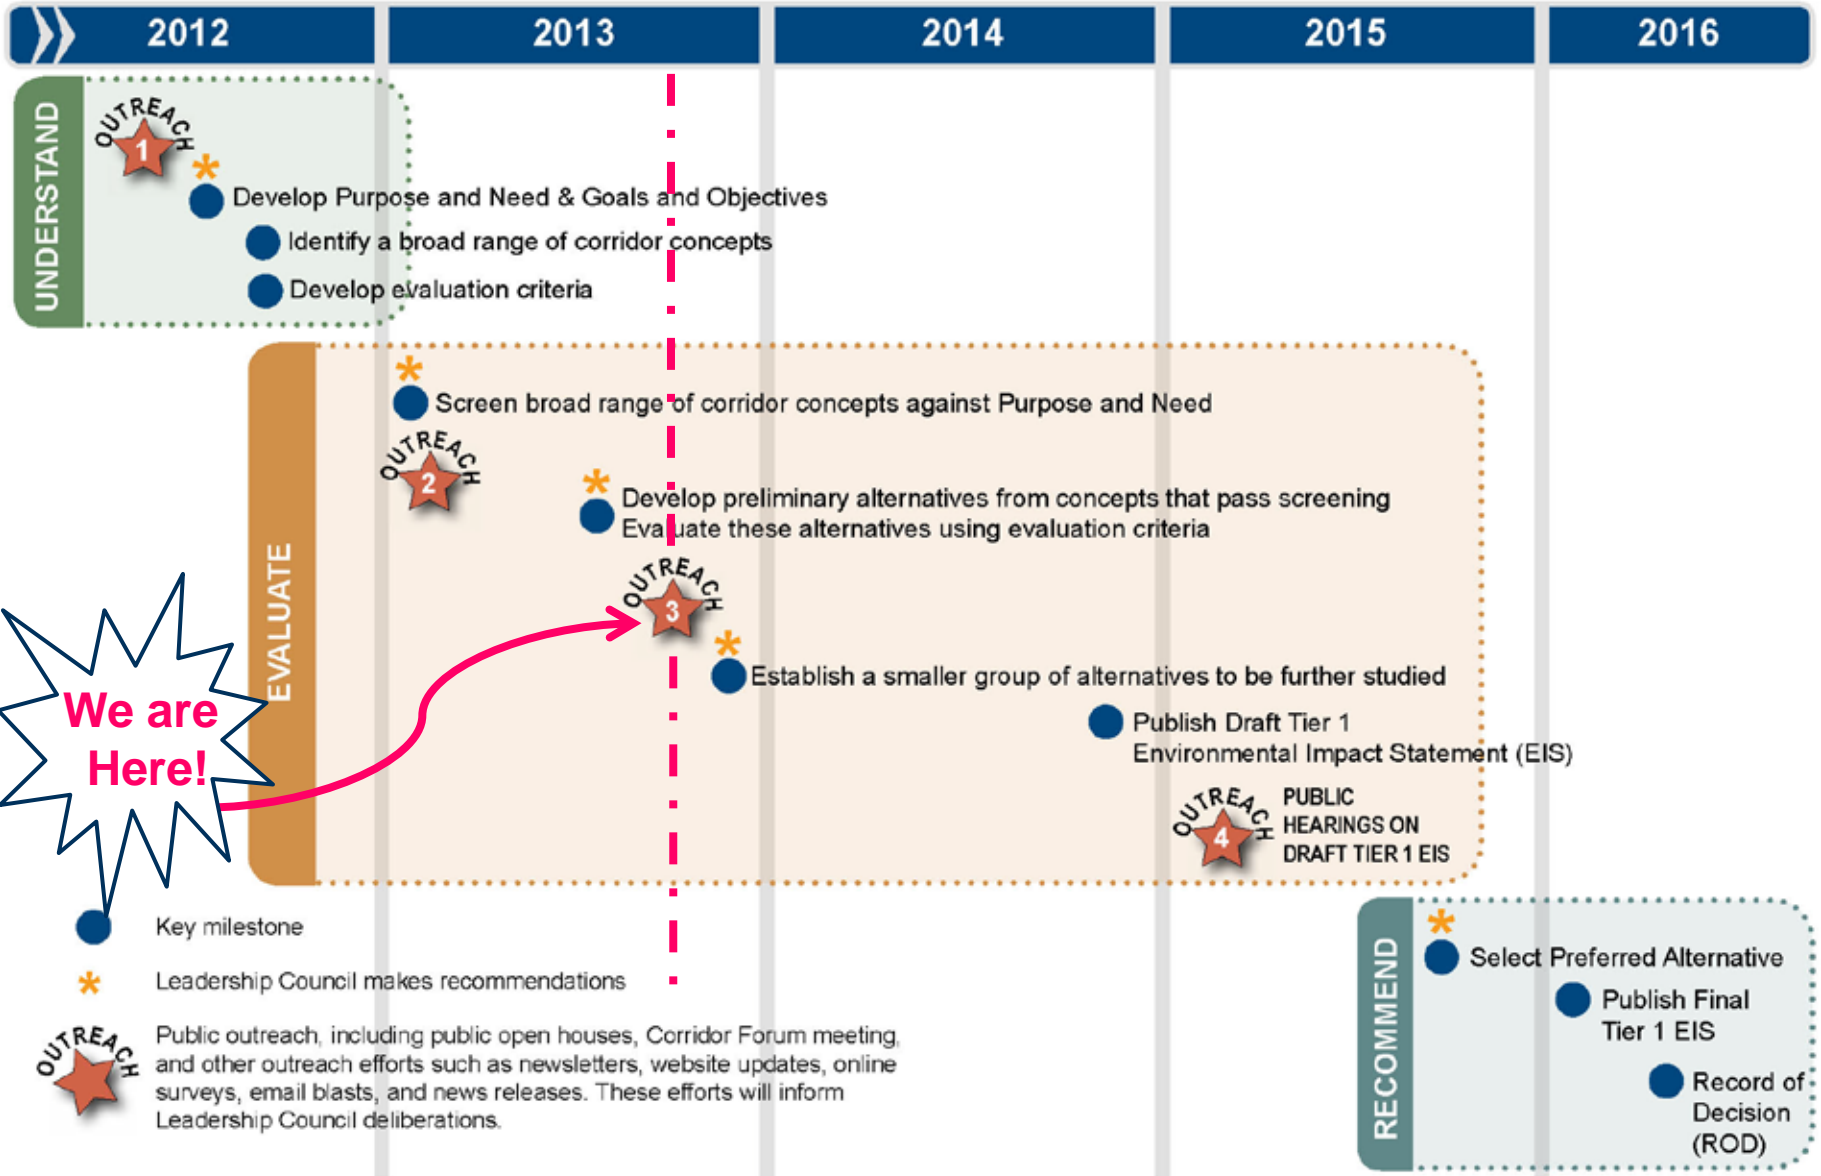 2012
2013
2014
2015
2016
UNDERSTAND
OUTREACH
1
*
Develop Purpose and Need & Goals and Objectives
Identify a broad range of corridor concepts
Develop evaluation criteria
EVALUATE
*
Screen broad range of corridor concepts against Purpose and Need
OUTREACH
2
*
Develop preliminary alternatives from concepts that pass screening
Evaluate these alternatives using evaluation criteria
OUTREACH
3
*
Establish a smaller group of alternatives to be further studied
We are
Here!
Publish Draft Tier 1
Environmental Impact Statement (EIS)
OUTREACH
4
PUBLIC
HEARINGS ON
DRAFT TIER 1 EIS
RECOMMEND
*
Select Preferred Alternative
Publish Final
Tier 1 EIS
Record of
Decision
(ROD)
Key milestone
*
Leadership Council makes recommendations
OUTREACH
Public outreach, including public open houses, Corridor Forum meeting,
and other outreach efforts such as newsletters, website updates, online
surveys, email blasts, and news releases. These efforts will inform
Leadership Council deliberations.